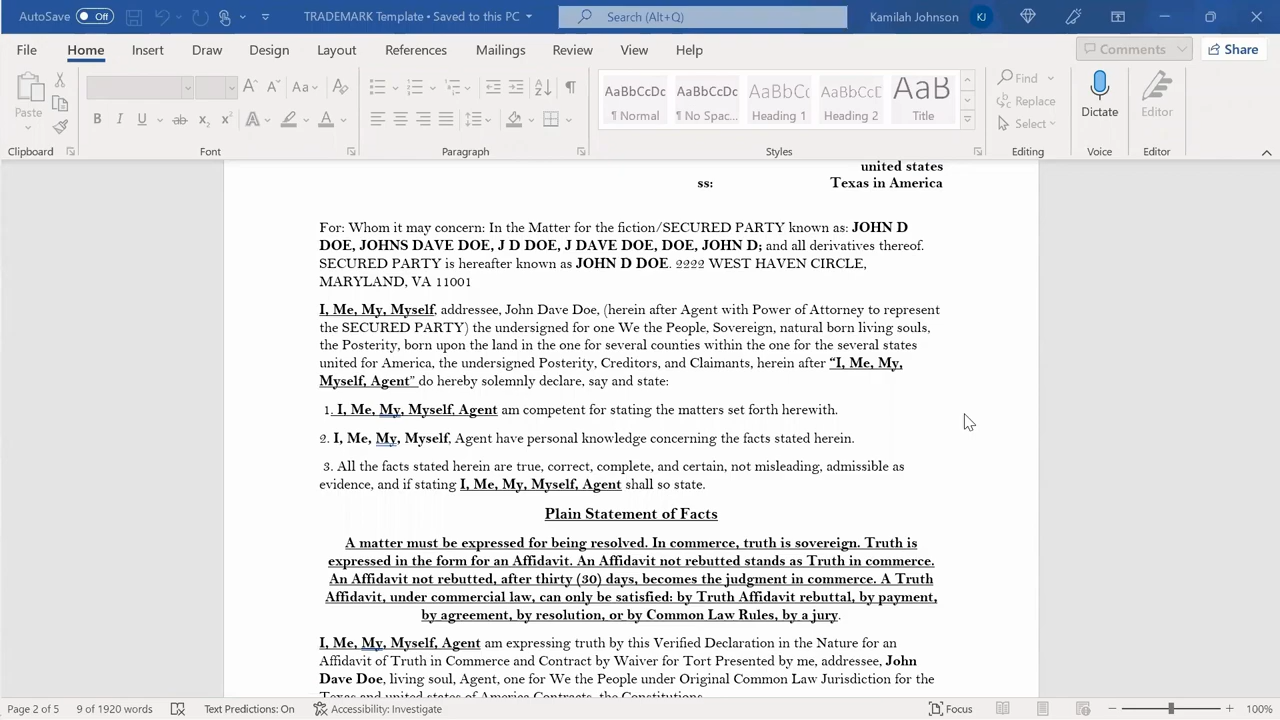 AutoSave Off TRADEMARK Template • Saved to this PC Search (Alt+Q) Kamilah Johnson KJ
File Home Insert Draw Design Layout References Mailings Review View Help Comments Share
Paste
Clipboard
Font
Paragraph
AaBbCcDc ¶ Normal
AaBbCcDc ¶ No Spac...
AaBbCc Heading 1
AaBbCcD Heading 2
AaB Title
Styles
Find
Replace
Select
Editing
Dictate
Voice
Editor
Editor
united states
ss: Texas in America
For: Whom it may concern: In the Matter for the fiction/SECURED PARTY known as: JOHN D
DOE, JOHNS DAVE DOE, J D DOE, J DAVE DOE, DOE, JOHN D; and all derivatives thereof.
SECURED PARTY is hereafter known as JOHN D DOE. 2222 WEST HAVEN CIRCLE,
MARYLAND, VA 11001
I, Me, My, Myself, addressee, John Dave Doe, (herein after Agent with Power of Attorney to represent
the SECURED PARTY) the undersigned for one We the People, Sovereign, natural born living souls,
the Posterity, born upon the land in the one for several counties within the one for the several states
united for America, the undersigned Posterity, Creditors, and Claimants, herein after “I, Me, My,
Myself, Agent” do hereby solemnly declare, say and state:
1. I, Me, My, Myself. Agent am competent for stating the matters set forth herewith.
2. I, Me, My, Myself, Agent have personal knowledge concerning the facts stated herein.
3. All the facts stated herein are true, correct, complete, and certain, not misleading, admissible as
evidence, and if stating I, Me, My, Myself, Agent shall so state.
Plain Statement of Facts
A matter must be expressed for being resolved. In commerce, truth is sovereign. Truth is
expressed in the form for an Affidavit. An Affidavit not rebutted stands as Truth in commerce.
An Affidavit not rebutted, after thirty (30) days, becomes the judgment in commerce. A Truth
Affidavit, under commercial law, can only be satisfied: by Truth Affidavit rebuttal, by payment,
by agreement, by resolution, or by Common Law Rules, by a jury.
I, Me, My, Myself, Agent am expressing truth by this Verified Declaration in the Nature for an
Affidavit of Truth in Commerce and Contract by Waiver for Tort Presented by me, addressee, John
Dave Doe, living soul, Agent, one for We the People under Original Common Law Jurisdiction for the
Texas and united states of America Contracts, the Constitutions.
Page 2 of 5 9 of 1920 words Text Predictions: On Accessibility: Investigate Focus 100%